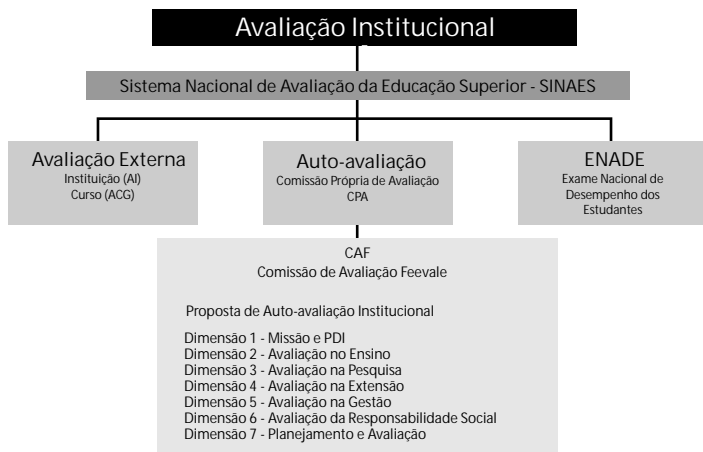 Avaliação Institucional
Sistema Nacional de Avaliação da Educação Superior - SINAES
Avaliação Externa
Instituição (AI)
Curso (ACG)
Auto-avaliação
Comissão Própria de Avaliação
CPA
ENADE
Exame Nacional de
Desempenho dos
Estudantes
CAF
Comissão de Avaliação Feevale
Proposta de Auto-avaliação Institucional
Dimensão 1 - Missão e PDI
Dimensão 2 - Avaliação no Ensino
Dimensão 3 - Avaliação na Pesquisa
Dimensão 4 - Avaliação na Extensão
Dimensão 5 - Avaliação na Gestão
Dimensão 6 - Avaliação da Responsabilidade Social
Dimensão 7 - Planejamento e Avaliação